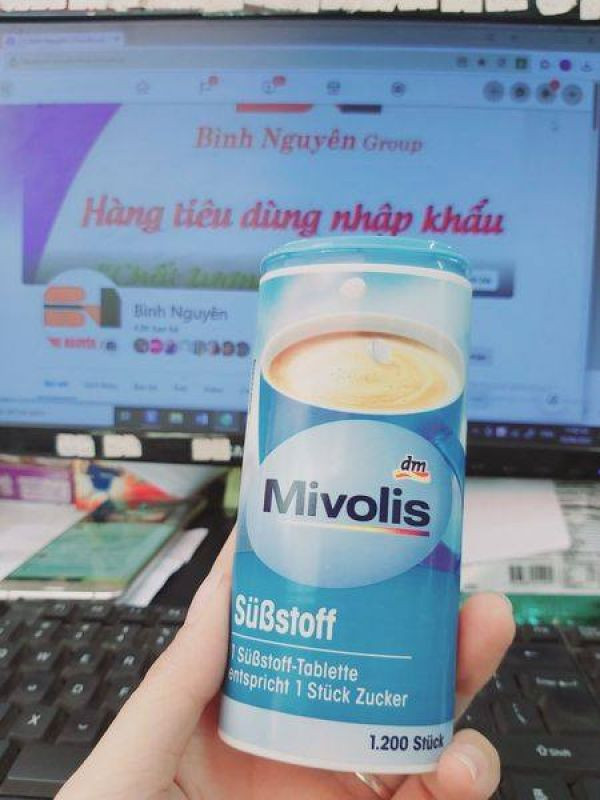 Bình Nguyên Group
Hàng tiêu dùng nhập khẩu
Bình Nguyên
dm
Mivolis
Süßstoff
1 Süßstoff-Tablette
entspricht 1 Stück Zucker
1.200 Stück
Shift